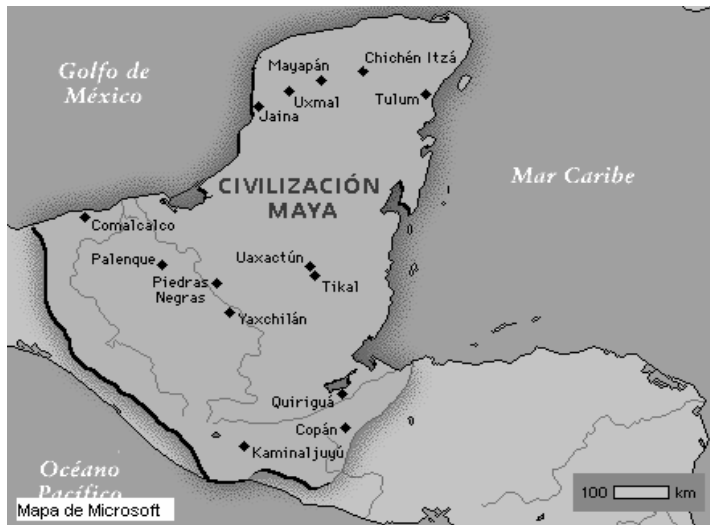 Golfo de
México
Mayapán
Chichén Itzá
Uxmal
Jaina
Tulum
CIVILIZACIÓN
MAYA
Mar Caribe
Comalcalco
Palenque
Uaxactún
Piedras
Negras
Tikal
Yaxchilán
Quiriguá
Copán
Kaminaljuyú
Océano
Pacífico
100 km
Mapa de Microsoft